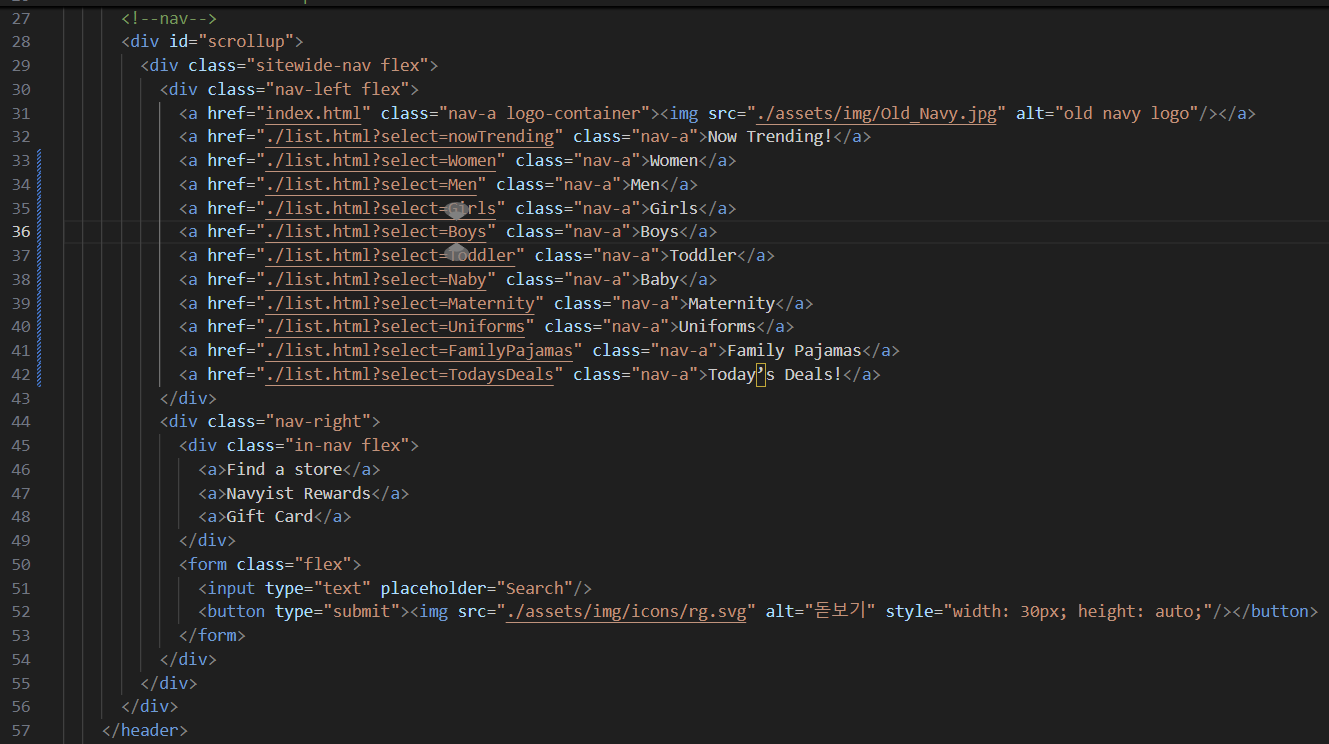 27 <!--nav-->
28 <div id="scrollup">
29 <div class="sitewide-nav flex">
30 <div class="nav-left flex">
31 <a href="index.html" class="nav-a logo-container"><img src="./assets/img/Old_Navy.jpg" alt="old navy logo"/></a>
32 <a href="./list.html?select=nowTrending" class="nav-a">Now Trending!</a>
33 <a href="./list.html?select=Women" class="nav-a">Women</a>
34 <a href="./list.html?select=Men" class="nav-a">Men</a>
35 <a href="./list.html?select=Girls" class="nav-a">Girls</a>
36 <a href="./list.html?select=Boys" class="nav-a">Boys</a>
37 <a href="./list.html?select=Toddler" class="nav-a">Toddler</a>
38 <a href="./list.html?select=Naby" class="nav-a">Baby</a>
39 <a href="./list.html?select=Maternity" class="nav-a">Maternity</a>
40 <a href="./list.html?select=Uniforms" class="nav-a">Uniforms</a>
41 <a href="./list.html?select=FamilyPajamas" class="nav-a">Family Pajamas</a>
42 <a href="./list.html?select=TodaysDeals" class="nav-a">Today’s Deals!</a>
43 </div>
44 <div class="nav-right">
45 <div class="in-nav flex">
46 <a>Find a store</a>
47 <a>Navyist Rewards</a>
48 <a>Gift Card</a>
49 </div>
50 <form class="flex">
51 <input type="text" placeholder="Search"/>
52 <button type="submit"><img src="./assets/img/icons/rg.svg" alt="돋보기" style="width: 30px; height: auto;"/></button>
53 </form>
54 </div>
55 </div>
56 </div>
57 </header>